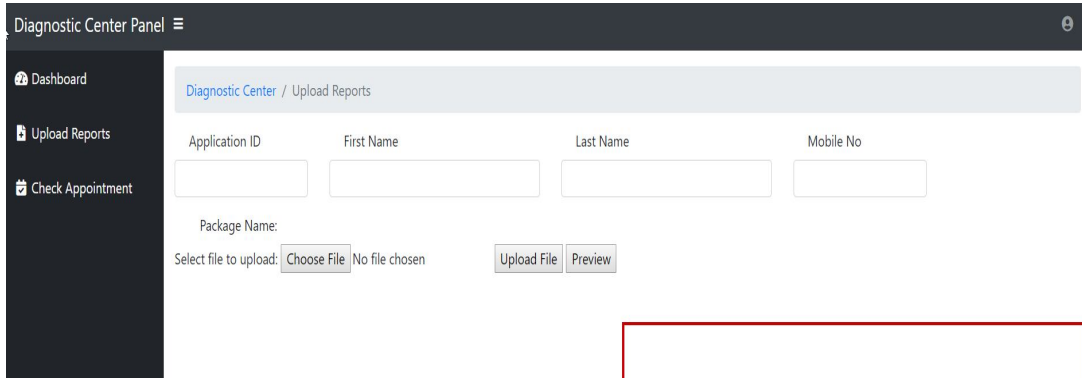 Diagnostic Center Panel
Dashboard
Upload Reports
Check Appointment
Diagnostic Center / Upload Reports
Application ID First Name Last Name Mobile No
Package Name:
Select file to upload: Choose File No file chosen Upload File Preview